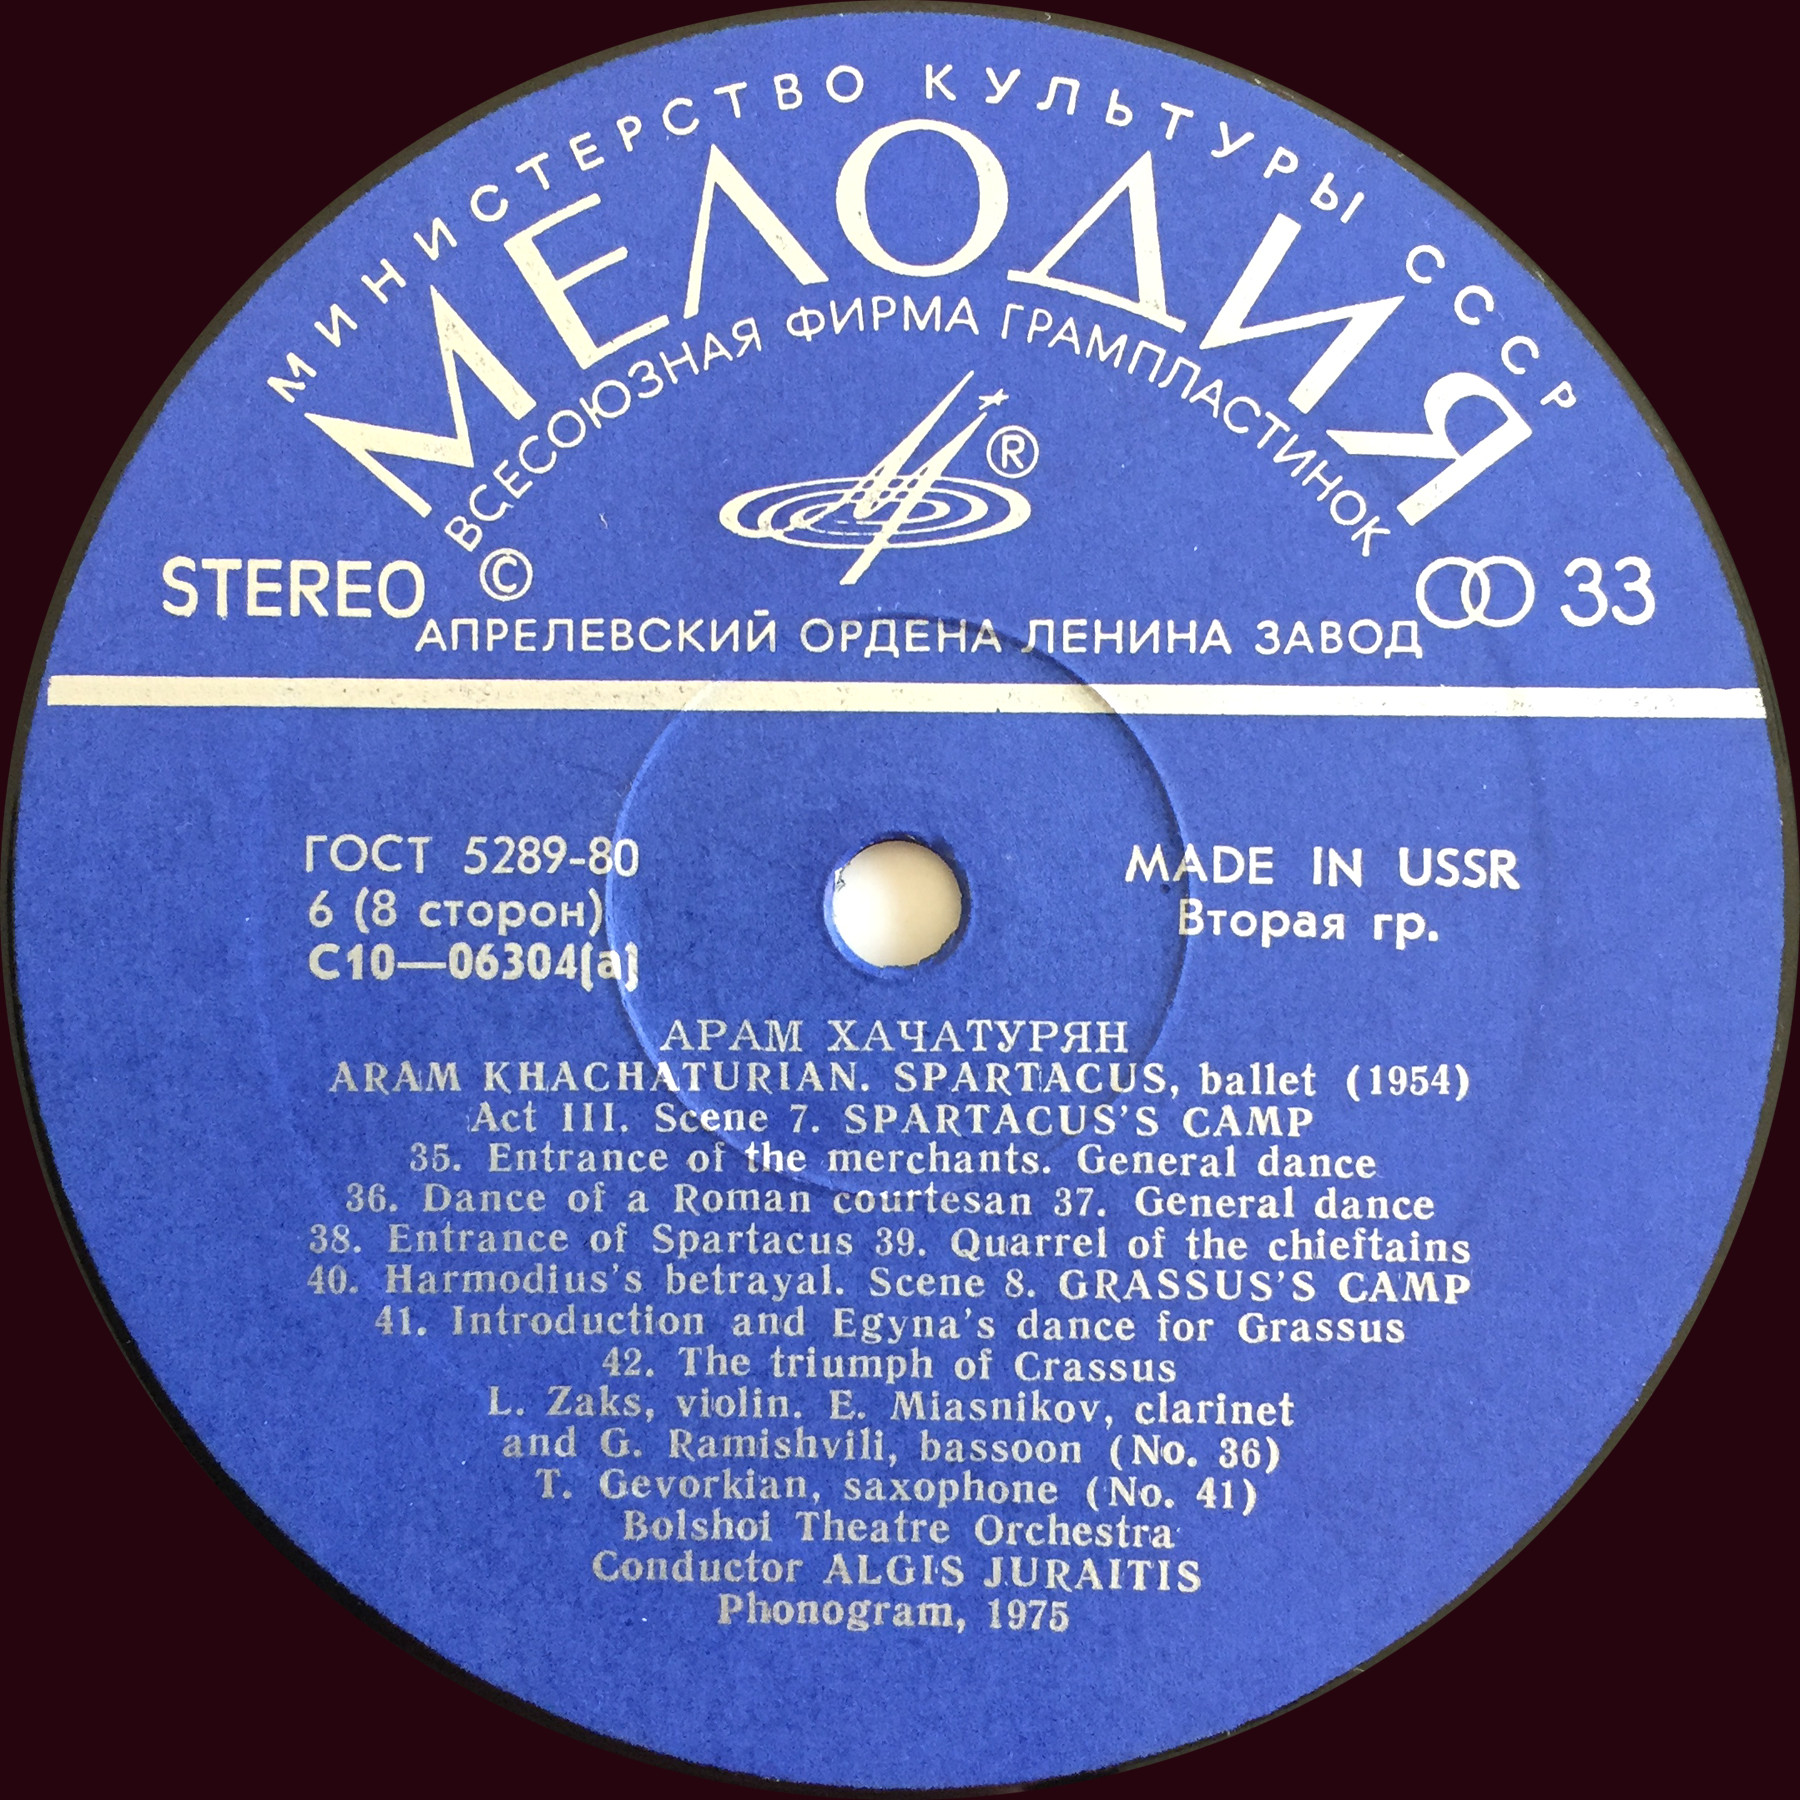 МИНИСТЕРСТВО КУЛЬТУРЫ СССР
МЕЛОДИЯ
ВСЕСОЮЗНАЯ ФИРМА ГРАМПЛАСТИНОК
®
STEREO © 33
АПРЕЛЕВСКИЙ ОРДЕНА ЛЕНИНА ЗАВОД
ГОСТ 5289-80
6 (8 сторон)
С10—06304(а)
MADE IN USSR
Вторая гр.
АРАМ ХАЧАТУРЯН
ARAM KHACHATURIAN. SPARTACUS, ballet (1954)
Act III. Scene 7. SPARTACUS'S CAMP
35. Entrance of the merchants. General dance
36. Dance of a Roman courtesan 37. General dance
38. Entrance of Spartacus 39. Quarrel of the chieftains
40. Harmodius's betrayal. Scene 8. GRASSUS'S CAMP
41. Introduction and Egyna's dance for Grassus
42. The triumph of Crassus
L. Zaks, violin. E. Miasnikov, clarinet
and G. Ramishvili, bassoon (No. 36)
T. Gevorkian, saxophone (No. 41)
Bolshoi Theatre Orchestra
Conductor ALGIS JURAITIS
Phonogram, 1975